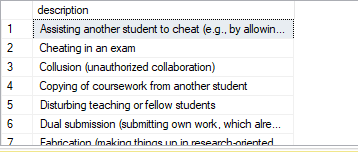 description
1 Assisting another student to cheat (e.g., by allowin...
2 Cheating in an exam
3 Collusion (unauthorized collaboration)
4 Copying of coursework from another student
5 Disturbing teaching or fellow students
6 Dual submission (submitting own work, which alre...
7 Fabrication (making things up in research-oriented